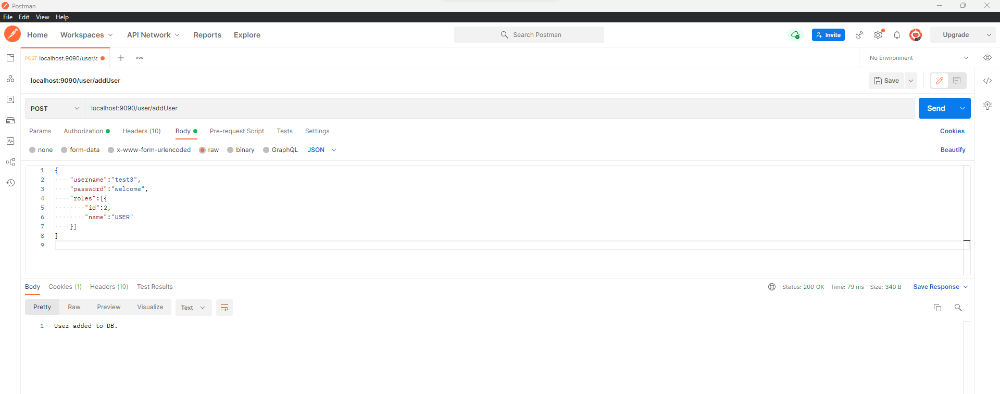 Postman
File Edit View Help
Home Workspaces API Network Reports Explore Search Postman Invite Upgrade
POST localhost:9090/user/a No Environment
localhost:9090/user/addUser Save
POST localhost:9090/user/addUser Send
Params Authorization Headers (10) Body Pre-request Script Tests Settings Cookies
none form-data x-www-form-urlencoded raw binary GraphQL JSON Beautify
1 {
2 "username":"test3",
3 "password":"welcome",
4 "roles":[{
5 "id":2,
6 "name":"USER"
7 }]
8 }
9
Body Cookies (1) Headers (10) Test Results Status: 200 OK Time: 79 ms Size: 340 B Save Response
Pretty Raw Preview Visualize Text
1 User added to DB.